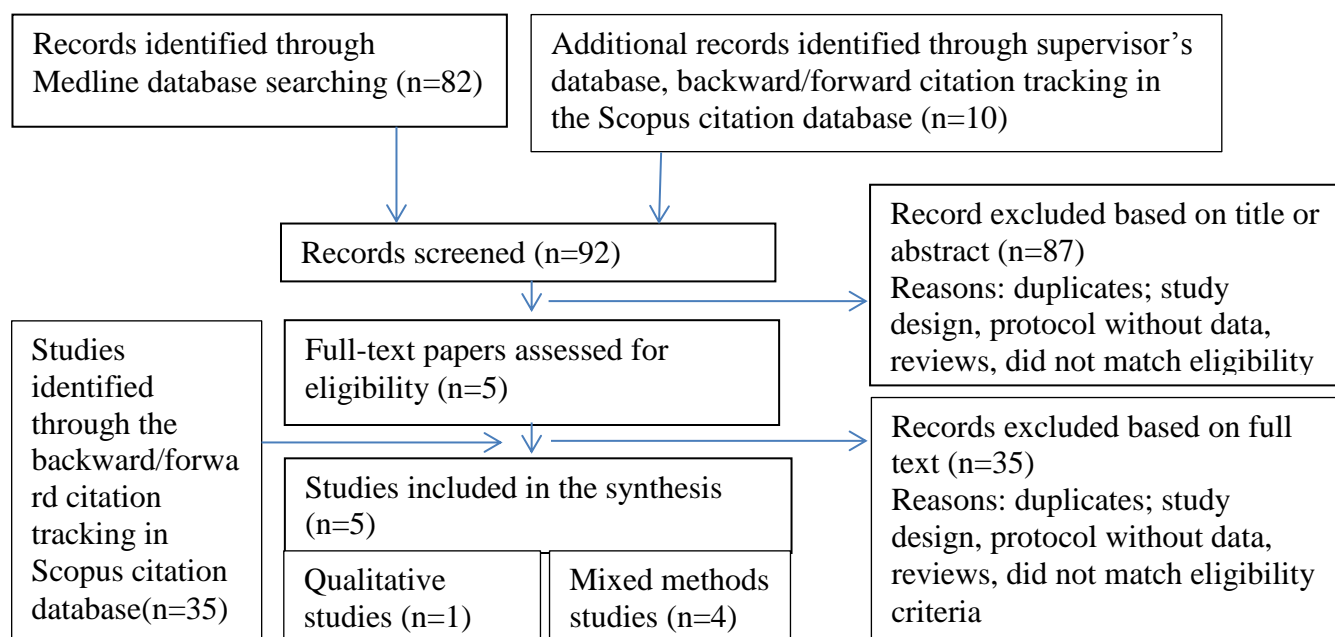 Records identified through
Medline database searching (n=82)
Additional records identified through supervisor’s
database, backward/forward citation tracking in
the Scopus citation database (n=10)
Records screened (n=92)
Record excluded based on title or
abstract (n=87)
Reasons: duplicates; study
design, protocol without data,
reviews, did not match eligibility
Full-text papers assessed for
eligibility (n=5)
Studies
identified
through the
backward/forwa
rd citation
tracking in
Scopus citation
database(n=35)
Records excluded based on full
text (n=35)
Reasons: duplicates; study
design, protocol without data,
reviews, did not match eligibility
criteria
Studies included in the synthesis
(n=5)
Qualitative
studies (n=1)
Mixed methods
studies (n=4)